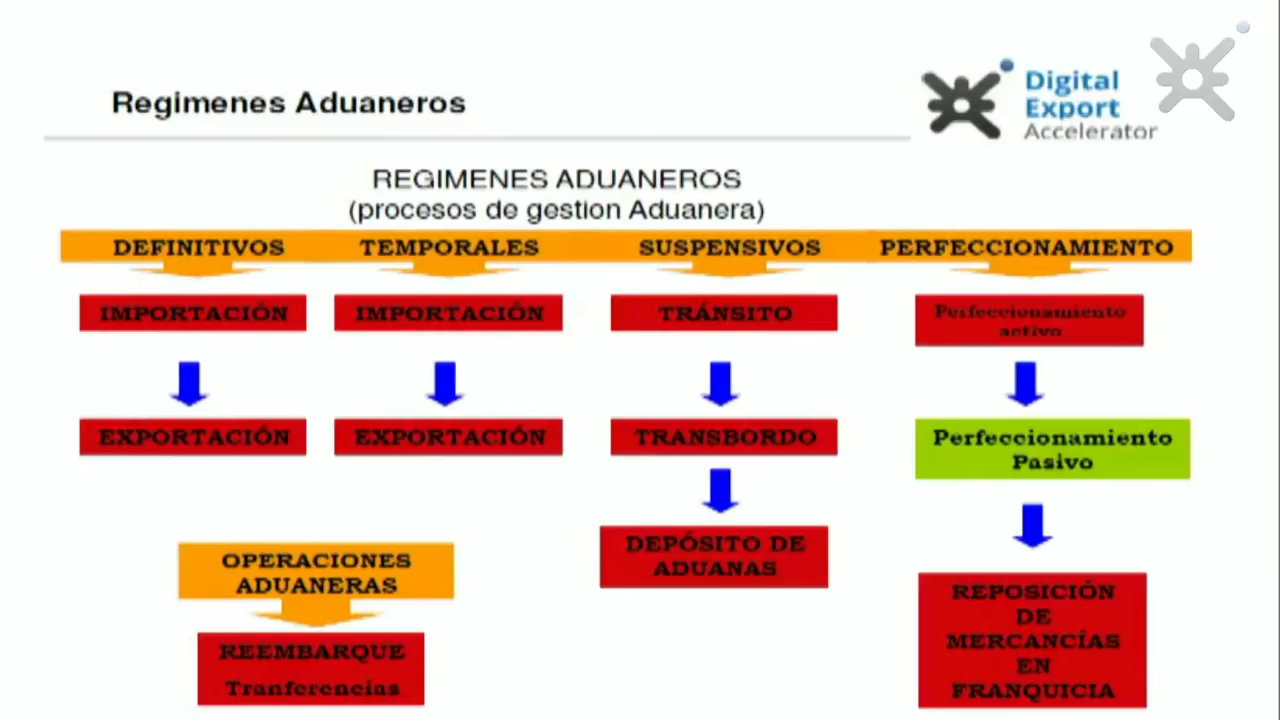 Regimenes Aduaneros
Digital
Export
Accelerator
REGIMENES ADUANEROS
(procesos de gestion Aduanera)
DEFINITIVOS TEMPORALES SUSPENSIVOS PERFECCIONAMIENTO
IMPORTACIÓN IMPORTACIÓN TRÁNSITO Perfeccionamiento
activo
EXPORTACIÓN EXPORTACIÓN TRANSBORDO Perfeccionamiento
Pasivo
DEPÓSITO DE
ADUANAS
OPERACIONES
ADUANERAS
REEMBARQUE
Tranferencias
REPOSICIÓN
DE
MERCANCÍAS
EN
FRANQUICIA